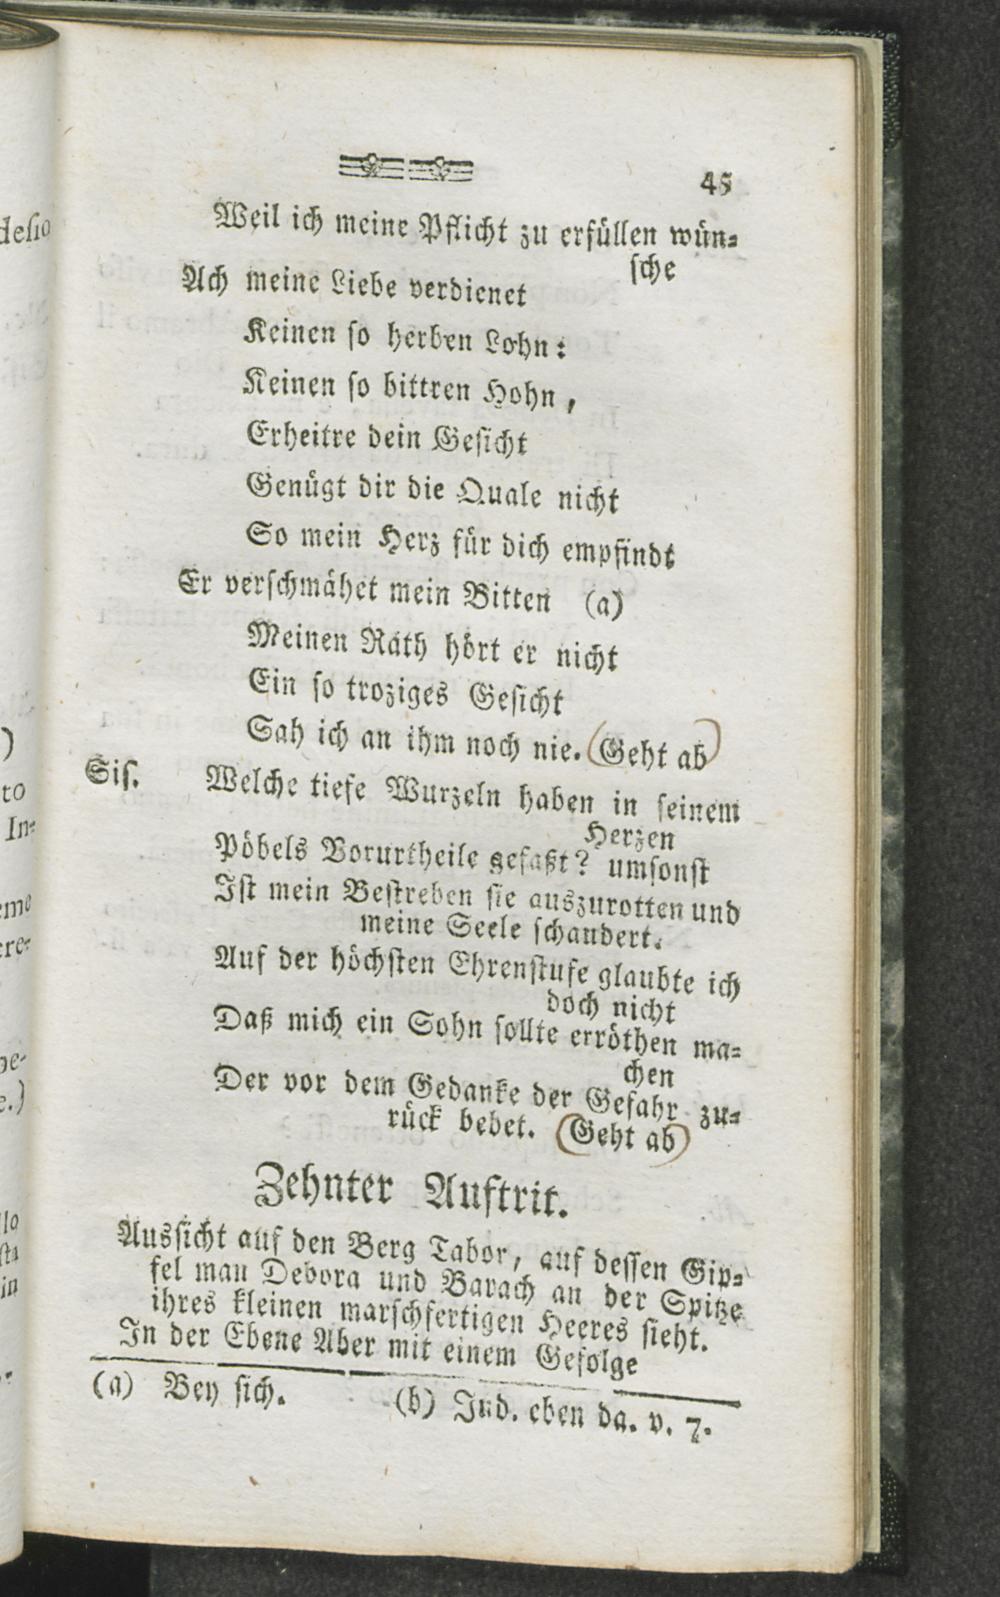 45
Weil ich meine Pflicht zu erfüllen wün-
sche
Ach meine Liebe verdienet
Keinen so herben Lohn:
Keinen so bittren Hohn,
Erheitre dein Gesicht
Genügt dir die Quale nicht
So mein Herz für dich empfindt
Er verschmähet mein Bitten (a)
Meinen Rath hört er nicht
Ein so troziges Gesicht
Sah ich an ihm noch nie. (Geht ab)
Sis. Welche tiefe Wurzeln haben in seinem
Herzen
Pöbels Vorurtheile gefaßt? umsonst
Ist mein Bestreben sie auszurotten und
meine Seele schaudert.
Auf der höchsten Ehrenstufe glaubte ich
doch nicht
Daß mich ein Sohn sollte erröthen ma-
chen
Der vor dem Gedanke der Gefahr zu-
rück bebet. (Geht ab)
Zehnter Auftrit.
Aussicht auf den Berg Tabor, auf dessen Gip-
fel man Debora und Barach an der Spitze
ihres kleinen marschfertigen Heeres sieht.
In der Ebene Aber mit einem Gefolge
(a) Bey sich. (b) Jud. eben da. v. 7.